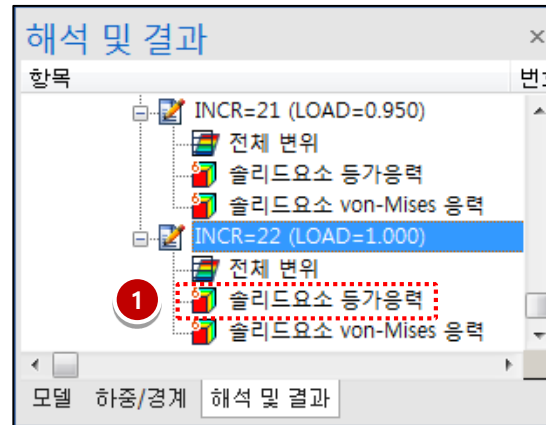 해석 및 결과
항목 번호
INCR=21 (LOAD=0.950)
전체 변위
솔리드요소 등가응력
솔리드요소 von-Mises 응력
INCR=22 (LOAD=1.000)
전체 변위
1 솔리드요소 등가응력
솔리드요소 von-Mises 응력
모델 하중/경계 해석 및 결과